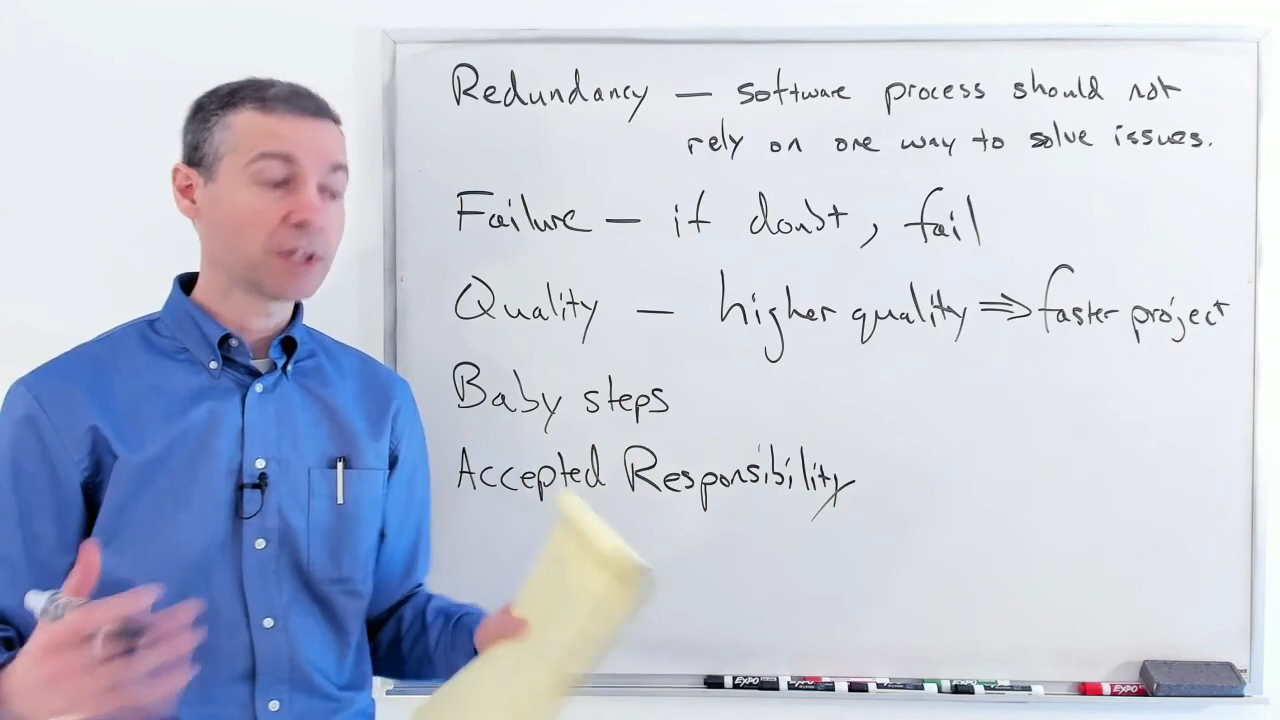 Redundancy — software process should not
rely on one way to solve issues.
Failure — if doubt, fail
Quality — higher quality ⇒ faster project
Baby steps
Accepted Responsibility
EXPO
EXPO